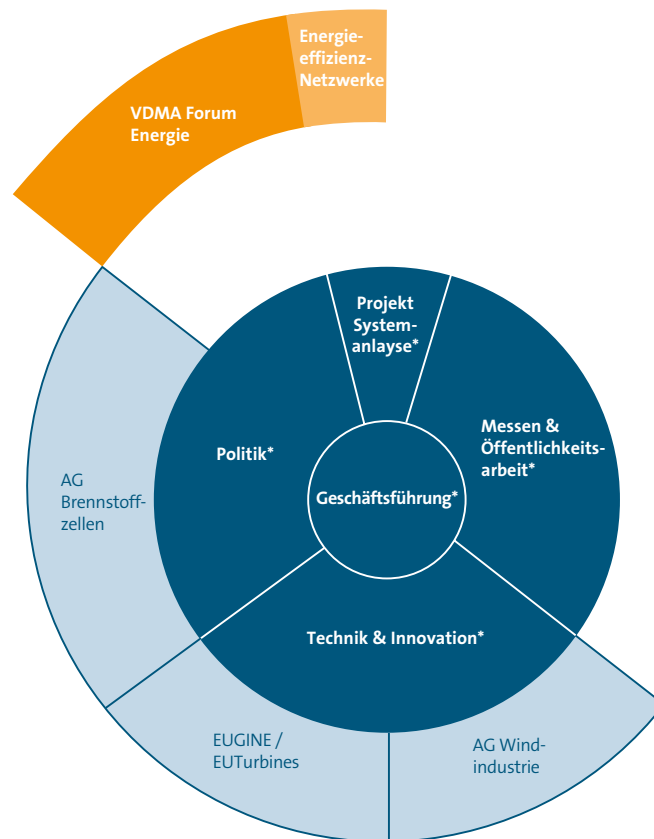 Energie-
effizienz-
Netzwerke
VDMA Forum
Energie
Projekt
System-
anlayse*
Messen &
Öffentlichkeits-
arbeit*
Politik*
Geschäftsführung*
AG
Brennstoff-
zellen
Technik & Innovation*
EUGINE /
EUTurbines
AG Wind-
industrie